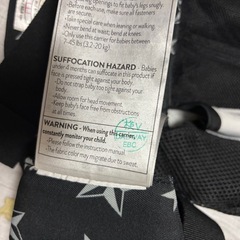 openings to fit baby's legs snugly
• Before each use, make sure all fasteners
are secure.
• Take special care when leaning or walking.
• Never bend at waist; bend at knees.
• Only use this carrier for babies between
7-45 lbs (3.2-20 kg).
SUFFOCATION HAZARD - Babies
under 4 months can suffocate in this product if
face is pressed tight against your body.
• Do not strap baby too tight against your
body.
• Allow room for head movement.
• Keep baby's face free from obstructions
at all times.
WARNING - When using this carrier,
constantly monitor your child.
• Please follow the instruction manual
• The fabric color may migrate due to sweat.